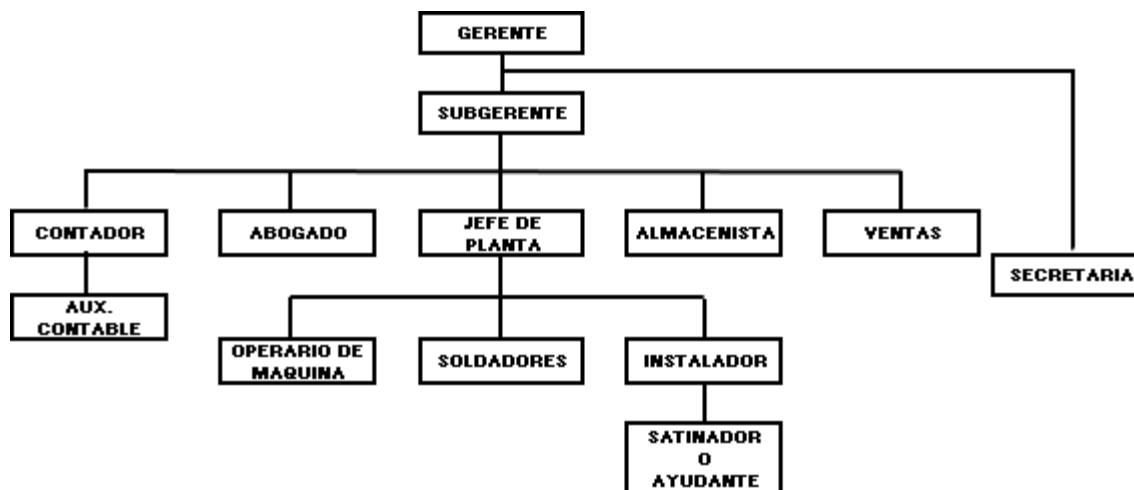 GERENTE
SUBGERENTE
CONTADOR
ABOGADO
JEFE DE
PLANTA
ALMACENISTA
VENTAS
SECRETARIA
AUX.
CONTABLE
OPERARIO DE
MAQUINA
SOLDADORES
INSTALADOR
SATINADOR
O
AYUDANTE